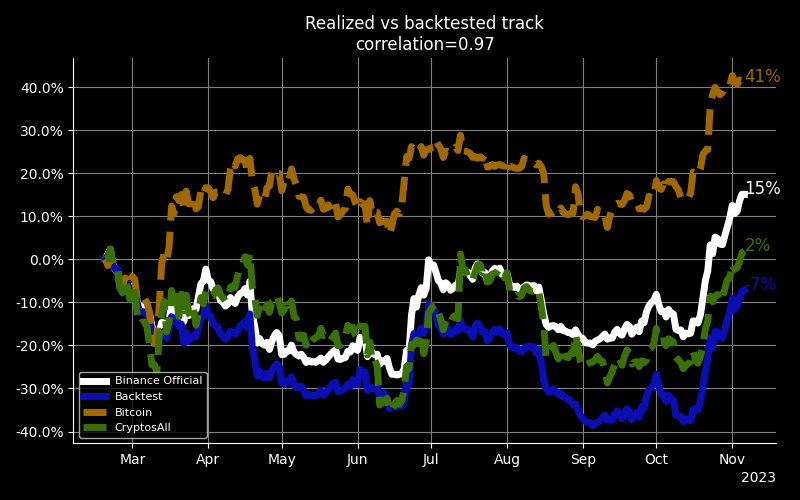 Realized vs backtested track
correlation=0.97
40.0%
30.0%
20.0%
10.0%
0.0%
-10.0%
-20.0%
-30.0%
-40.0%
41%
15%
2%
-7%
Binance Official
Backtest
Bitcoin
CryptosAll
Mar Apr May Jun Jul Aug Sep Oct Nov
2023